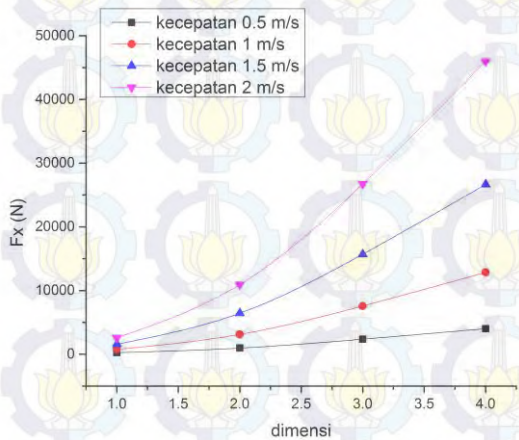 kecepatan 0.5 m/s
kecepatan 1 m/s
kecepatan 1.5 m/s
kecepatan 2 m/s
50000
40000
30000
20000
10000
0
Fx (N)
1.0 1.5 2.0 2.5 3.0 3.5 4.0
dimensi